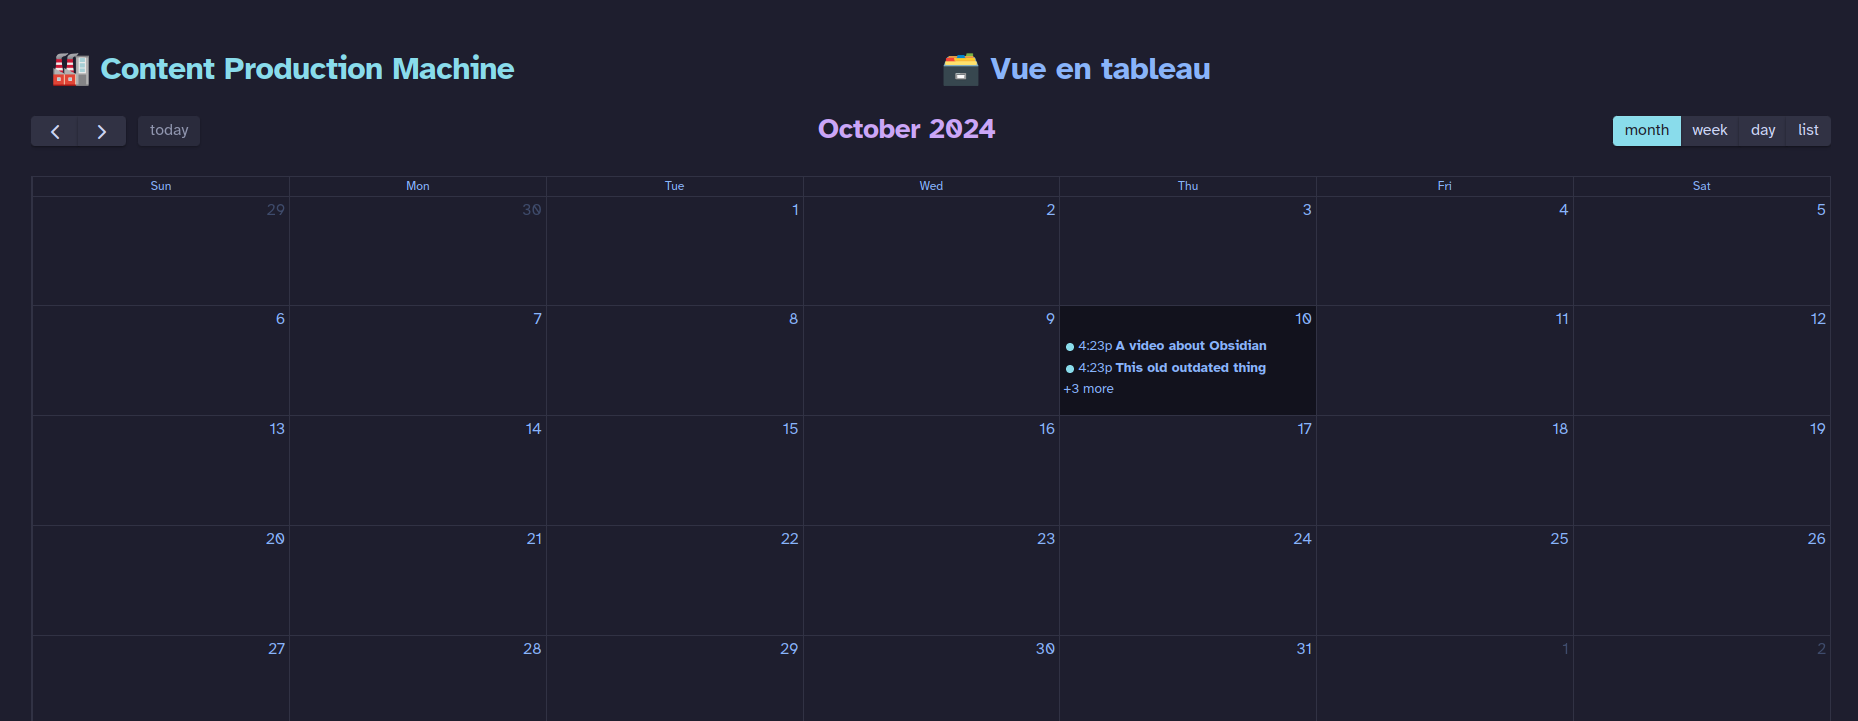 Content Production Machine
Vue en tableau
today
October 2024
month week day list
Sun Mon Tue Wed Thu Fri Sat
29 30 1 2 3 4 5
6 7 8 9 10 11 12
4:23p A video about Obsidian
4:23p This old outdated thing
+3 more
13 14 15 16 17 18 19
20 21 22 23 24 25 26
27 28 29 30 31 1 2